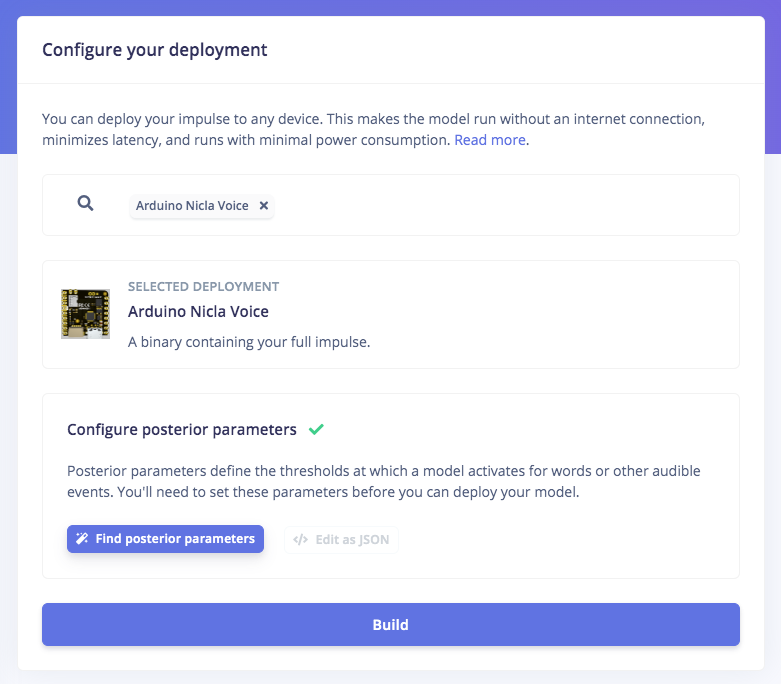 Configure your deployment
You can deploy your impulse to any device. This makes the model run without an internet connection,
minimizes latency, and runs with minimal power consumption. Read more.
Arduino Nicla Voice ×
SELECTED DEPLOYMENT
Arduino Nicla Voice
A binary containing your full impulse.
Configure posterior parameters
Posterior parameters define the thresholds at which a model activates for words or other audible
events. You'll need to set these parameters before you can deploy your model.
Find posterior parameters
</> Edit as JSON
Build